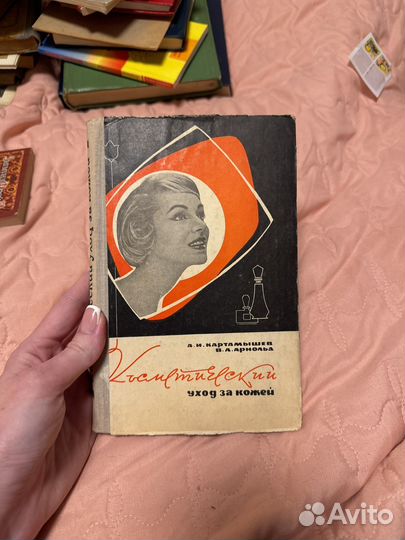 А.И.КАРТАМЫШЕВ
В.А.АРНОЛЬД
Косметический
уход за кожей
Avito